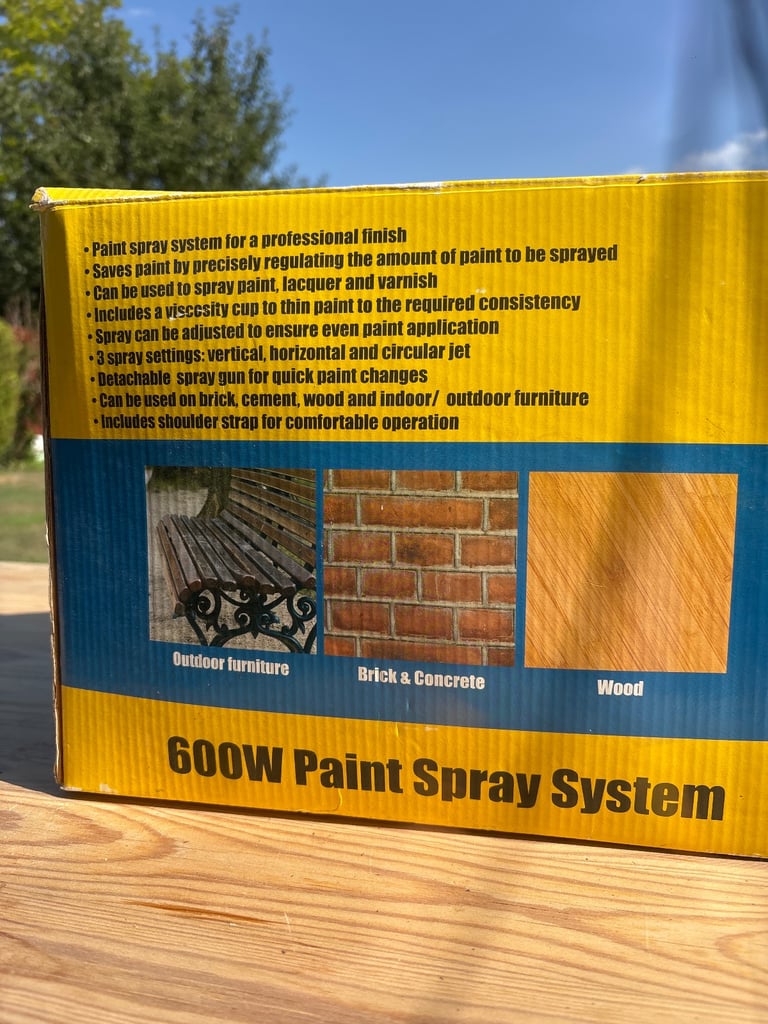 • Paint spray system for a professional finish
• Saves paint by precisely regulating the amount of paint to be sprayed
• Can be used to spray paint, lacquer and varnish
• Includes a viscosity cup to thin paint to the required consistency
• Spray can be adjusted to ensure even paint application
• 3 spray settings: vertical, horizontal and circular jet
• Detachable spray gun for quick paint changes
• Can be used on brick, cement, wood and indoor/ outdoor furniture
• Includes shoulder strap for comfortable operation
Outdoor furniture
Brick & Concrete
Wood
600W Paint Spray System